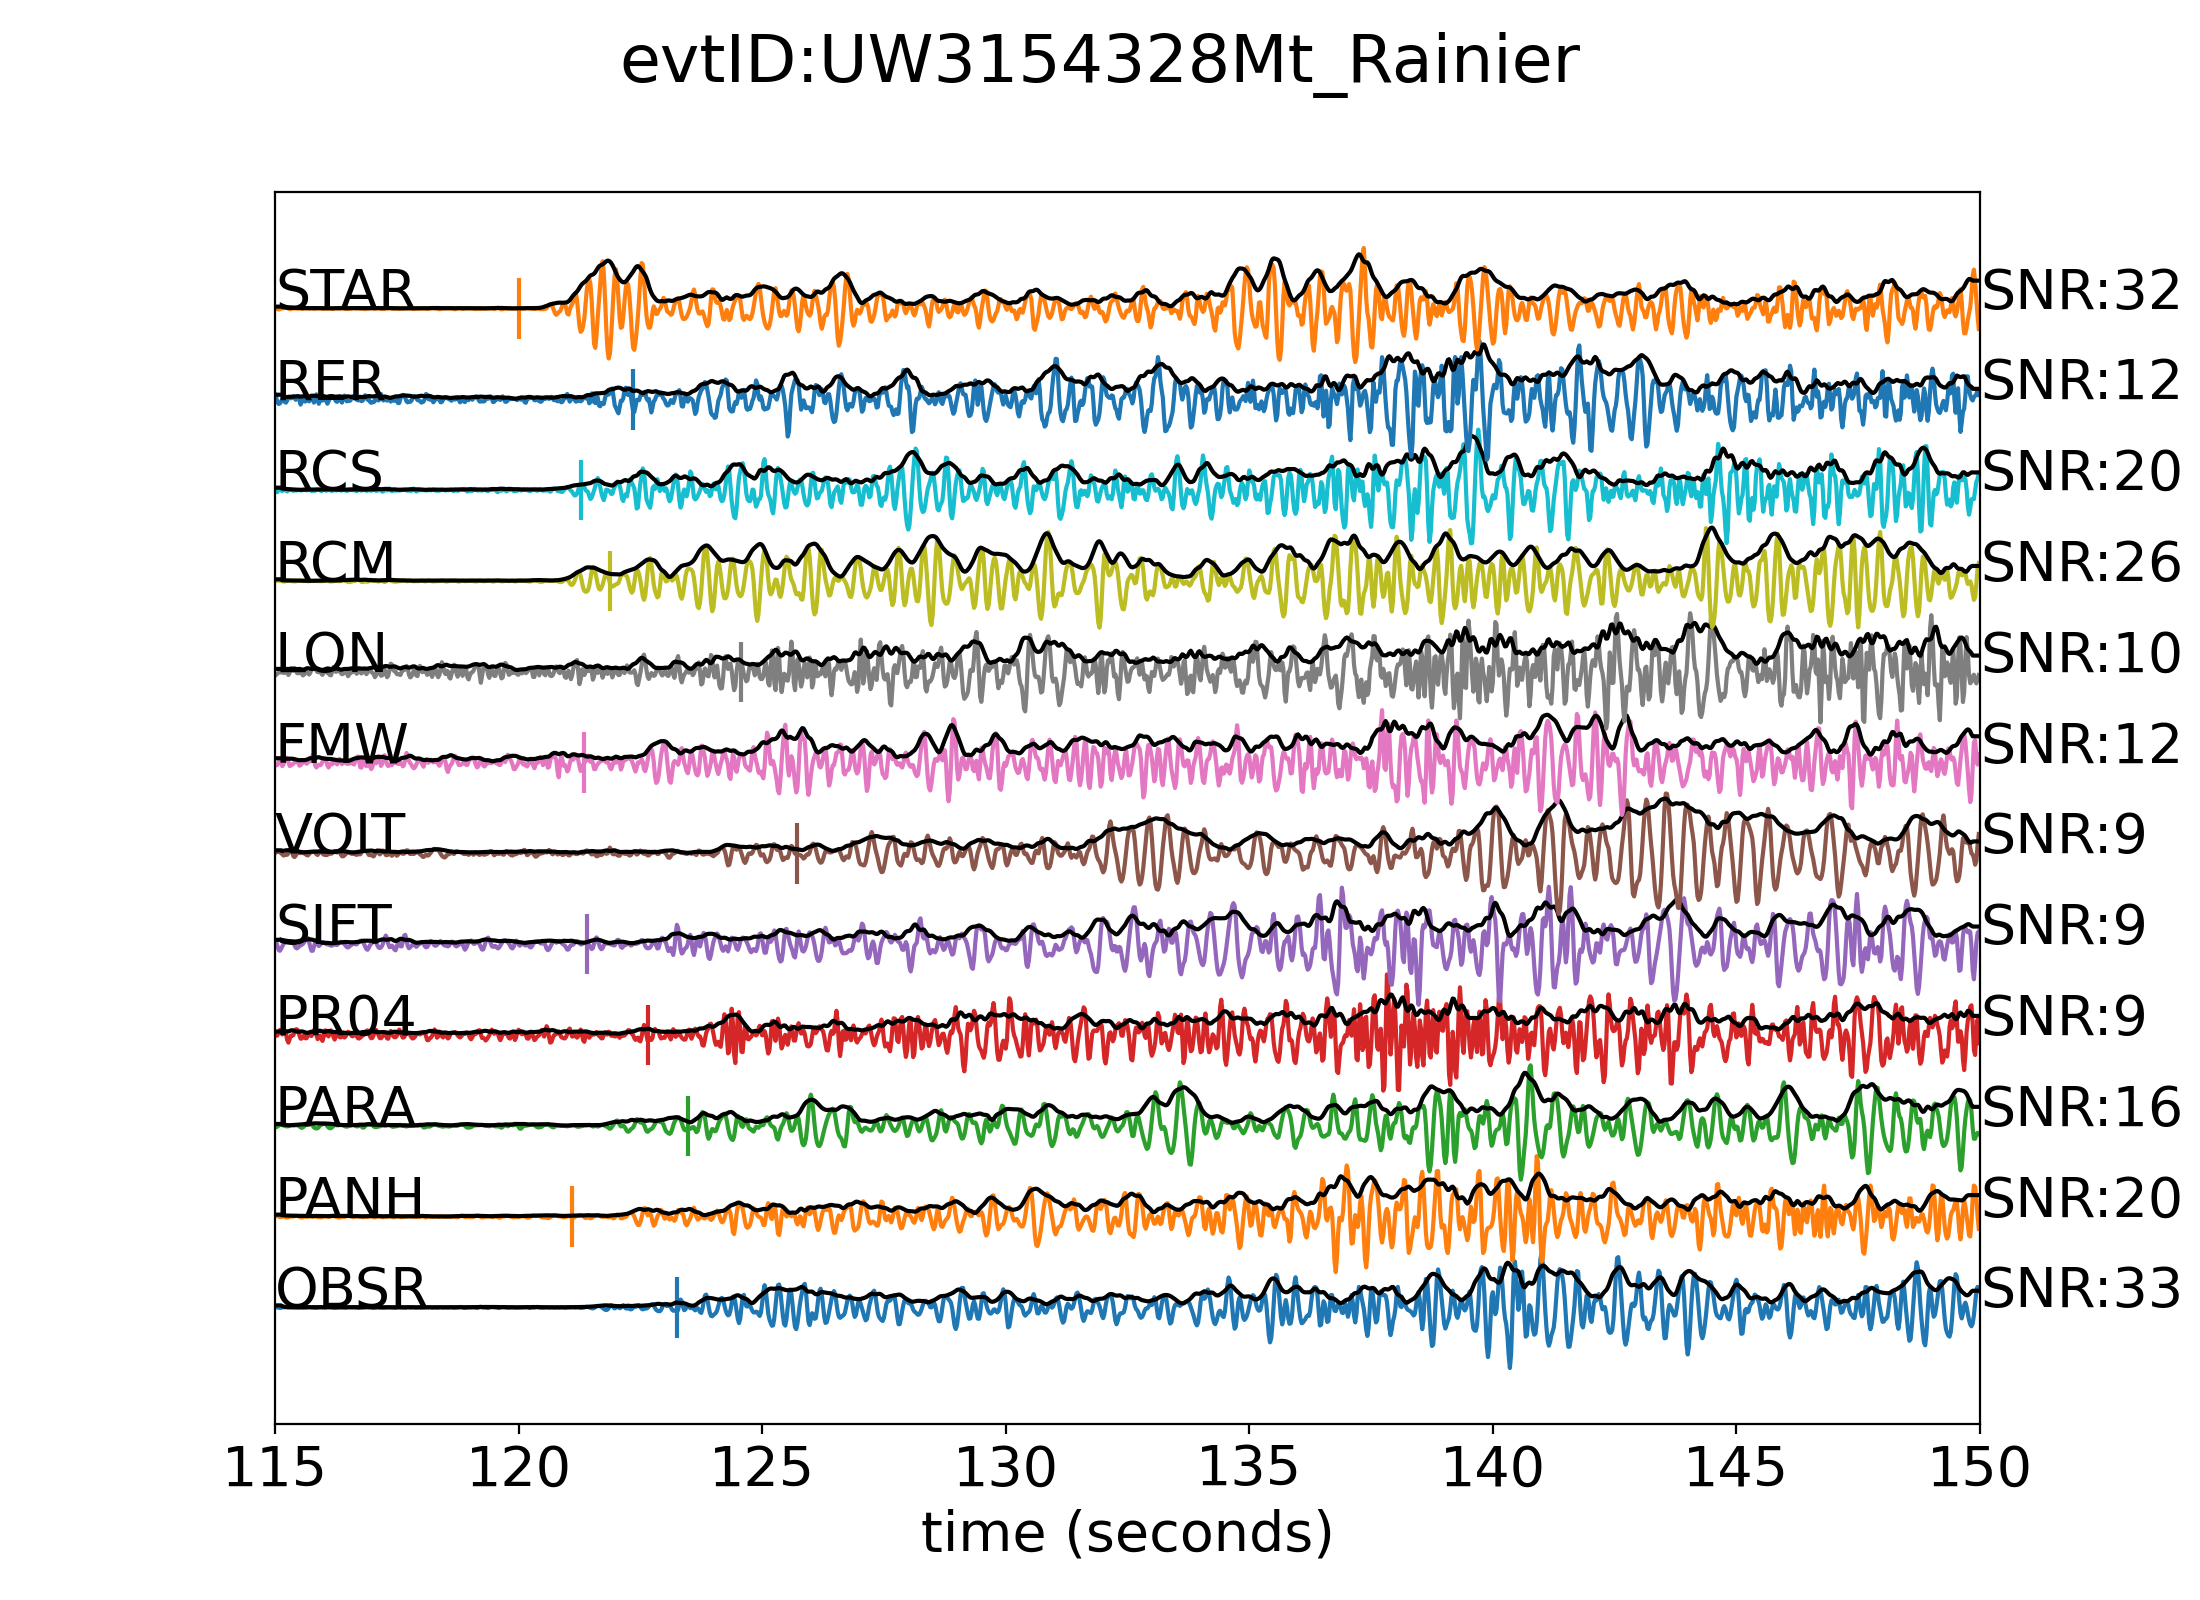 evtID:UW3154328Mt_Rainier
STAR SNR:32
RER SNR:12
RCS SNR:20
RCM SNR:26
LON SNR:10
FMW SNR:12
VOIT SNR:9
SIFT SNR:9
PR04 SNR:9
PARA SNR:16
PANH SNR:20
OBSR SNR:33
115 120 125 130 135 140 145 150
time (seconds)